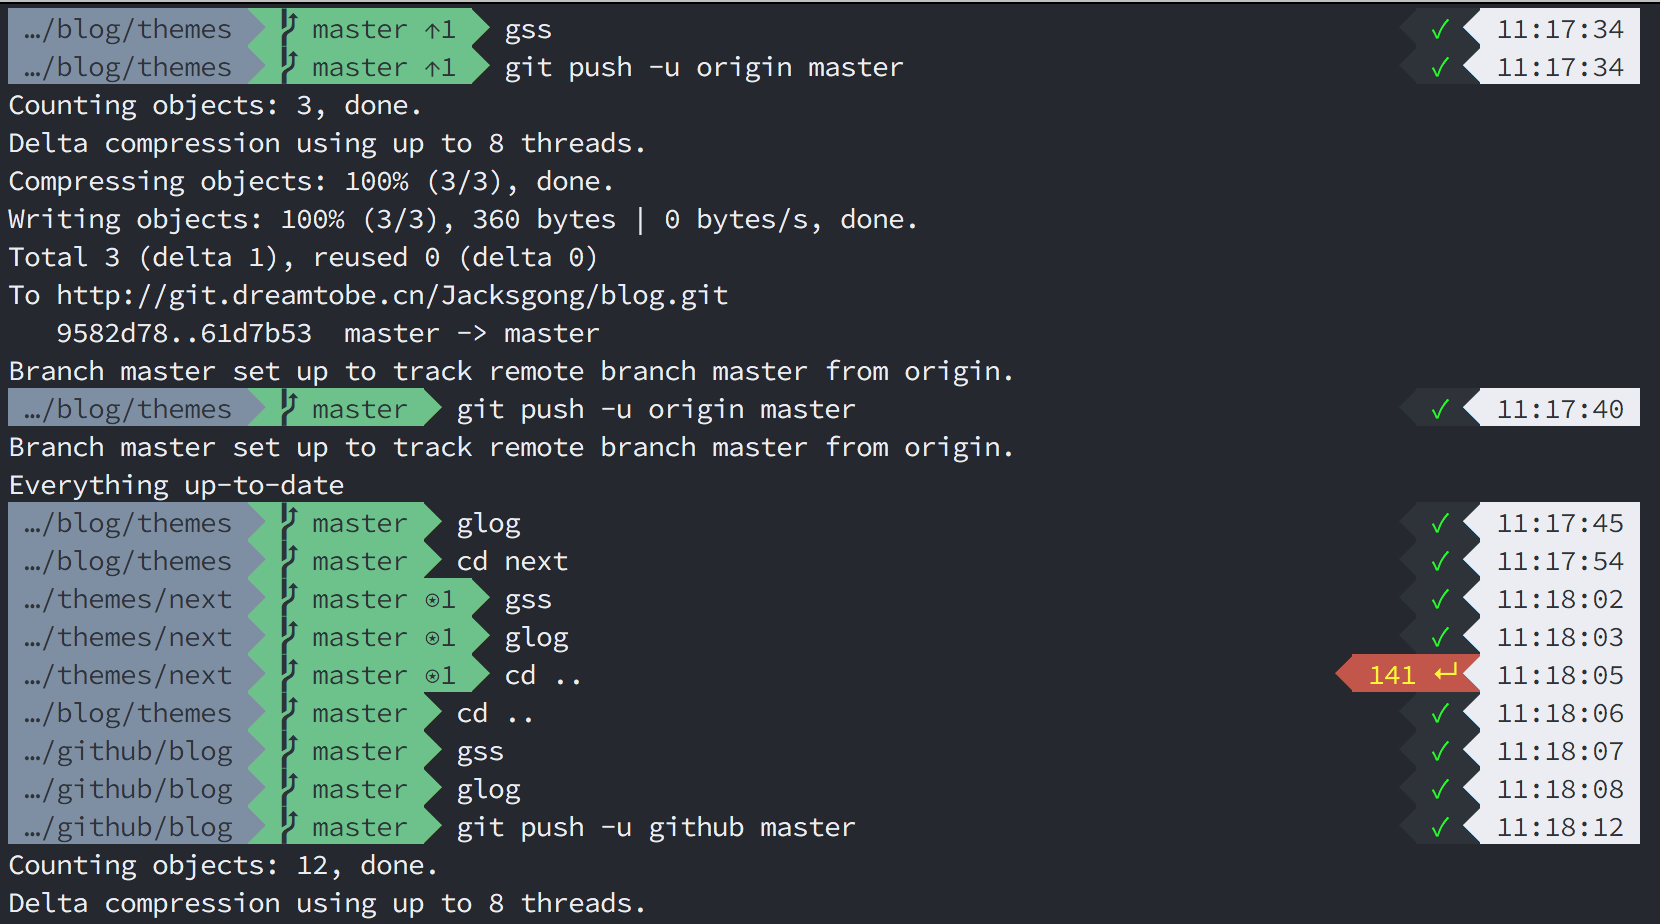 …/blog/themes master ↑1 gss ✓ 11:17:34
…/blog/themes master ↑1 git push -u origin master ✓ 11:17:34
Counting objects: 3, done.
Delta compression using up to 8 threads.
Compressing objects: 100% (3/3), done.
Writing objects: 100% (3/3), 360 bytes | 0 bytes/s, done.
Total 3 (delta 1), reused 0 (delta 0)
To http://git.dreamtobe.cn/Jacksgong/blog.git
   9582d78..61d7b53  master -> master
Branch master set up to track remote branch master from origin.
…/blog/themes master git push -u origin master ✓ 11:17:40
Branch master set up to track remote branch master from origin.
Everything up-to-date
…/blog/themes master glog ✓ 11:17:45
…/blog/themes master cd next ✓ 11:17:54
…/themes/next master ⍟1 gss ✓ 11:18:02
…/themes/next master ⍟1 glog ✓ 11:18:03
…/themes/next master ⍟1 cd .. 141 ↵ 11:18:05
…/blog/themes master cd .. ✓ 11:18:06
…/github/blog master gss ✓ 11:18:07
…/github/blog master glog ✓ 11:18:08
…/github/blog master git push -u github master ✓ 11:18:12
Counting objects: 12, done.
Delta compression using up to 8 threads.